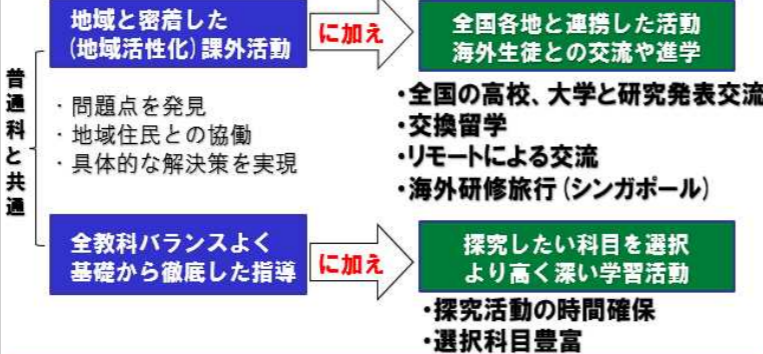 普通科と共通
地域と密着した
(地域活性化)課外活動
に加え
全国各地と連携した活動
海外生徒との交流や進学
・問題点を発見
・地域住民との協働
・具体的な解決策を実現
・全国の高校、大学と研究発表交流
・交換留学
・リモートによる交流
・海外研修旅行(シンガポール)
全教科バランスよく
基礎から徹底した指導
に加え
探究したい科目を選択
より高く深い学習活動
・探究活動の時間確保
・選択科目豊富